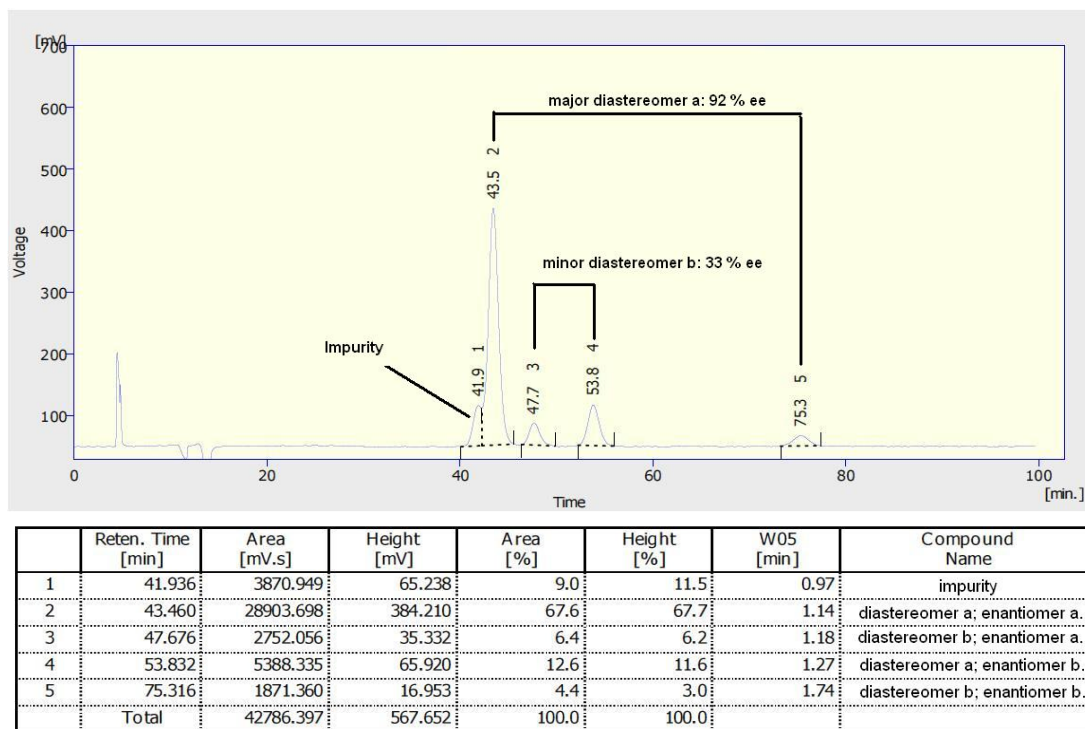 [mV]
700
600
500
400
300
200
100
Voltage
major diastereomer a: 92 % ee
minor diastereomer b: 33 % ee
Impurity
41.9 1
43.5 2
47.7 3
53.8 4
75.3 5
0 20 40 60 80 100
Time
[min.]
Reten. Time [min] Area [mV.s] Height [mV] Area [%] Height [%] W05 [min] Compound Name
1 41.936 3870.949 65.238 9.0 11.5 0.97 impurity
2 43.460 28903.698 384.210 67.6 67.7 1.14 diastereomer a; enantiomer a.
3 47.676 2752.056 35.332 6.4 6.2 1.18 diastereomer b; enantiomer a.
4 53.832 5388.335 65.920 12.6 11.6 1.27 diastereomer a; enantiomer b.
5 75.316 1871.360 16.953 4.4 3.0 1.74 diastereomer b; enantiomer b.
Total 42786.397 567.652 100.0 100.0